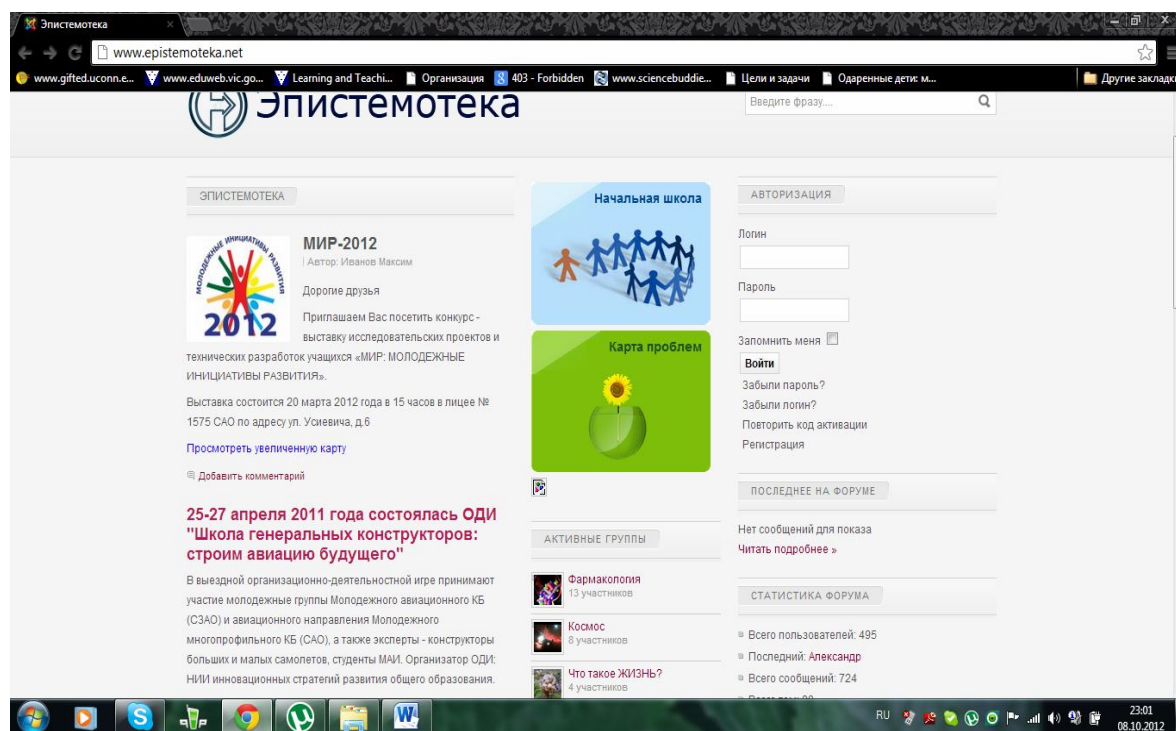 Эпистемотека
www.epistemoteka.net
www.gifted.uconn.e...
www.eduweb.vic.go...
Learning and Teachi...
Организация
403 - Forbidden
www.sciencebuddie...
Цели и задачи
Одаренные дети: м...
Другие закладки
Эпистемотека
Введите фразу....
ЭПИСТЕМОТЕКА
МОЛОДЕЖНЫЕ ИНИЦИАТИВЫ РАЗВИТИЯ
2012
МИР-2012
Автор: Иванов Максим
Дорогие друзья
Приглашаем Вас посетить конкурс -
выставку исследовательских проектов и
технических разработок учащихся «МИР: МОЛОДЕЖНЫЕ
ИНИЦИАТИВЫ РАЗВИТИЯ».
Выставка состоится 20 марта 2012 года в 15 часов в лицее №
1575 САО по адресу ул. Усиевича, д.6
Просмотреть увеличенную карту
Добавить комментарий
25-27 апреля 2011 года состоялась ОДИ
"Школа генеральных конструкторов:
строим авиацию будущего"
В выездной организационно-деятельностной игре принимают
участие молодежные группы Молодежного авиационного КБ
(СЗАО) и авиационного направления Молодежного
многопрофильного КБ (САО), а также эксперты - конструкторы
больших и малых самолетов, студенты МАИ. Организатор ОДИ:
НИИ инновационных стратегий развития общего образования.
Начальная школа
Карта проблем
АКТИВНЫЕ ГРУППЫ
Фармакология
13 участников
Космос
8 участников
Что такое ЖИЗНЬ?
4 участников
АВТОРИЗАЦИЯ
Логин
Пароль
Запомнить меня
Войти
Забыли пароль?
Забыли логин?
Повторить код активации
Регистрация
ПОСЛЕДНЕЕ НА ФОРУМЕ
Нет сообщений для показа
Читать подробнее »
СТАТИСТИКА ФОРУМА
Всего пользователей: 495
Последний: Александр
Всего сообщений: 724
RU
23:01
08.10.2012